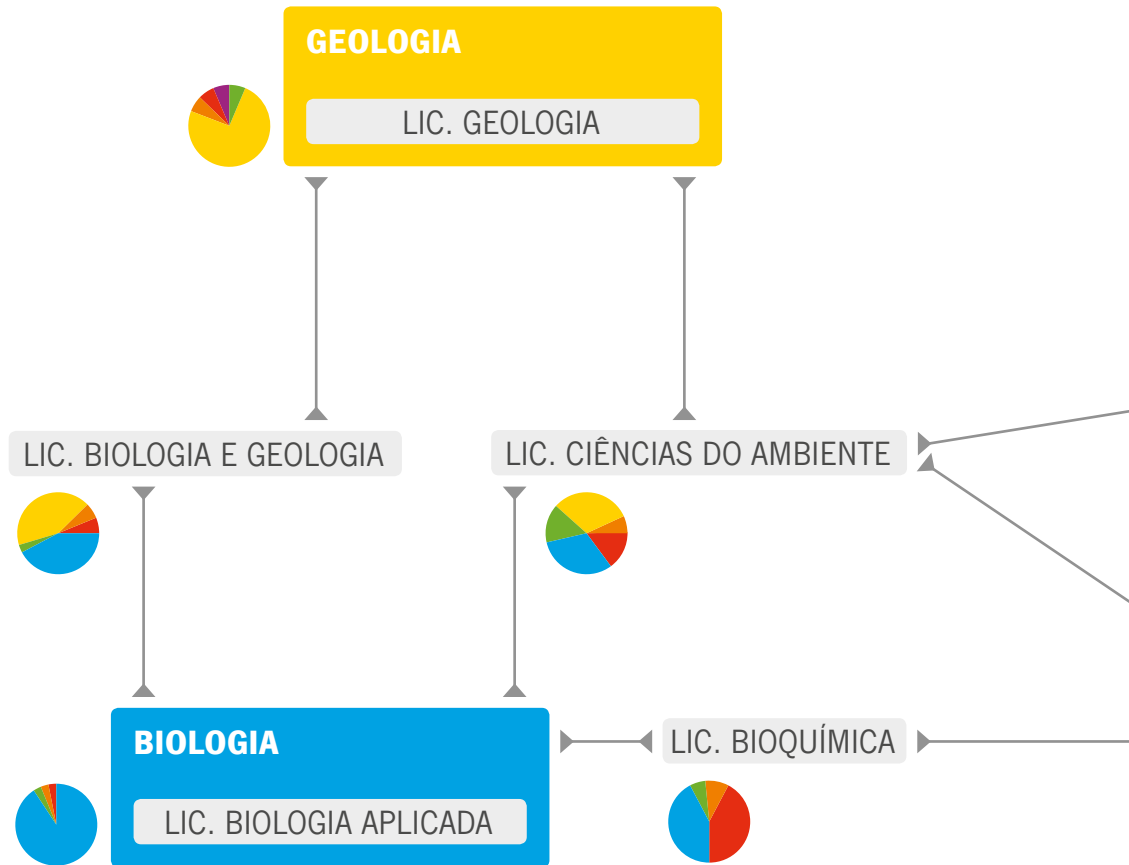 GEOLOGIA
LIC. GEOLOGIA
LIC. BIOLOGIA E GEOLOGIA
LIC. CIÊNCIAS DO AMBIENTE
BIOLOGIA
LIC. BIOQUÍMICA
LIC. BIOLOGIA APLICADA